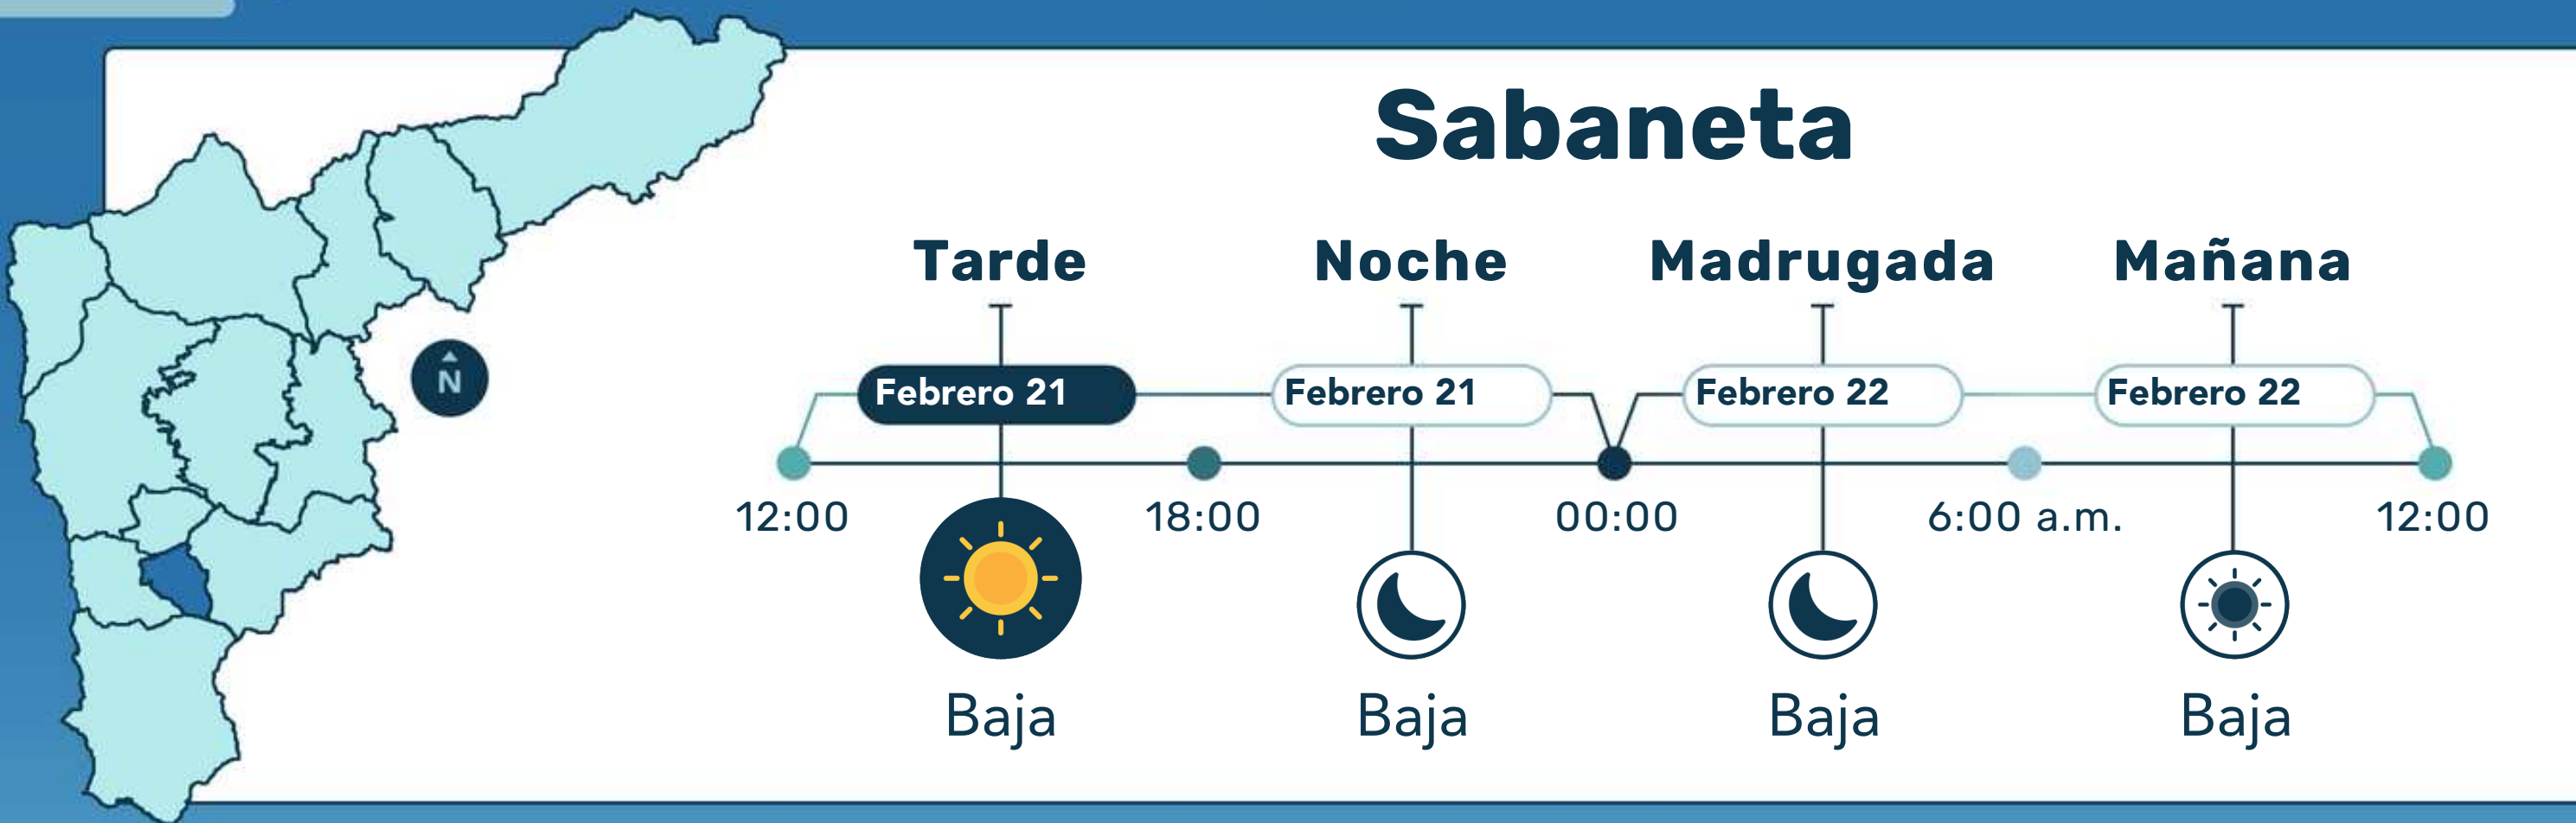 Sabaneta
Tarde
Noche
Madrugada
Mañana
Febrero 21
Febrero 21
Febrero 22
Febrero 22
N
12:00
18:00
00:00
6:00 a.m.
12:00
Baja
Baja
Baja
Baja